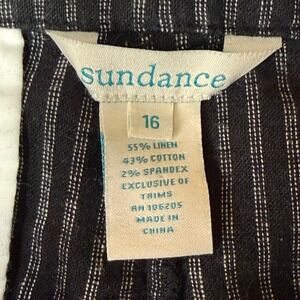 sundance
16
55% LINEN
43% COTTON
2% SPANDEX
EXCLUSIVE OF
TRIMS
RN 106205
MADE IN
CHINA